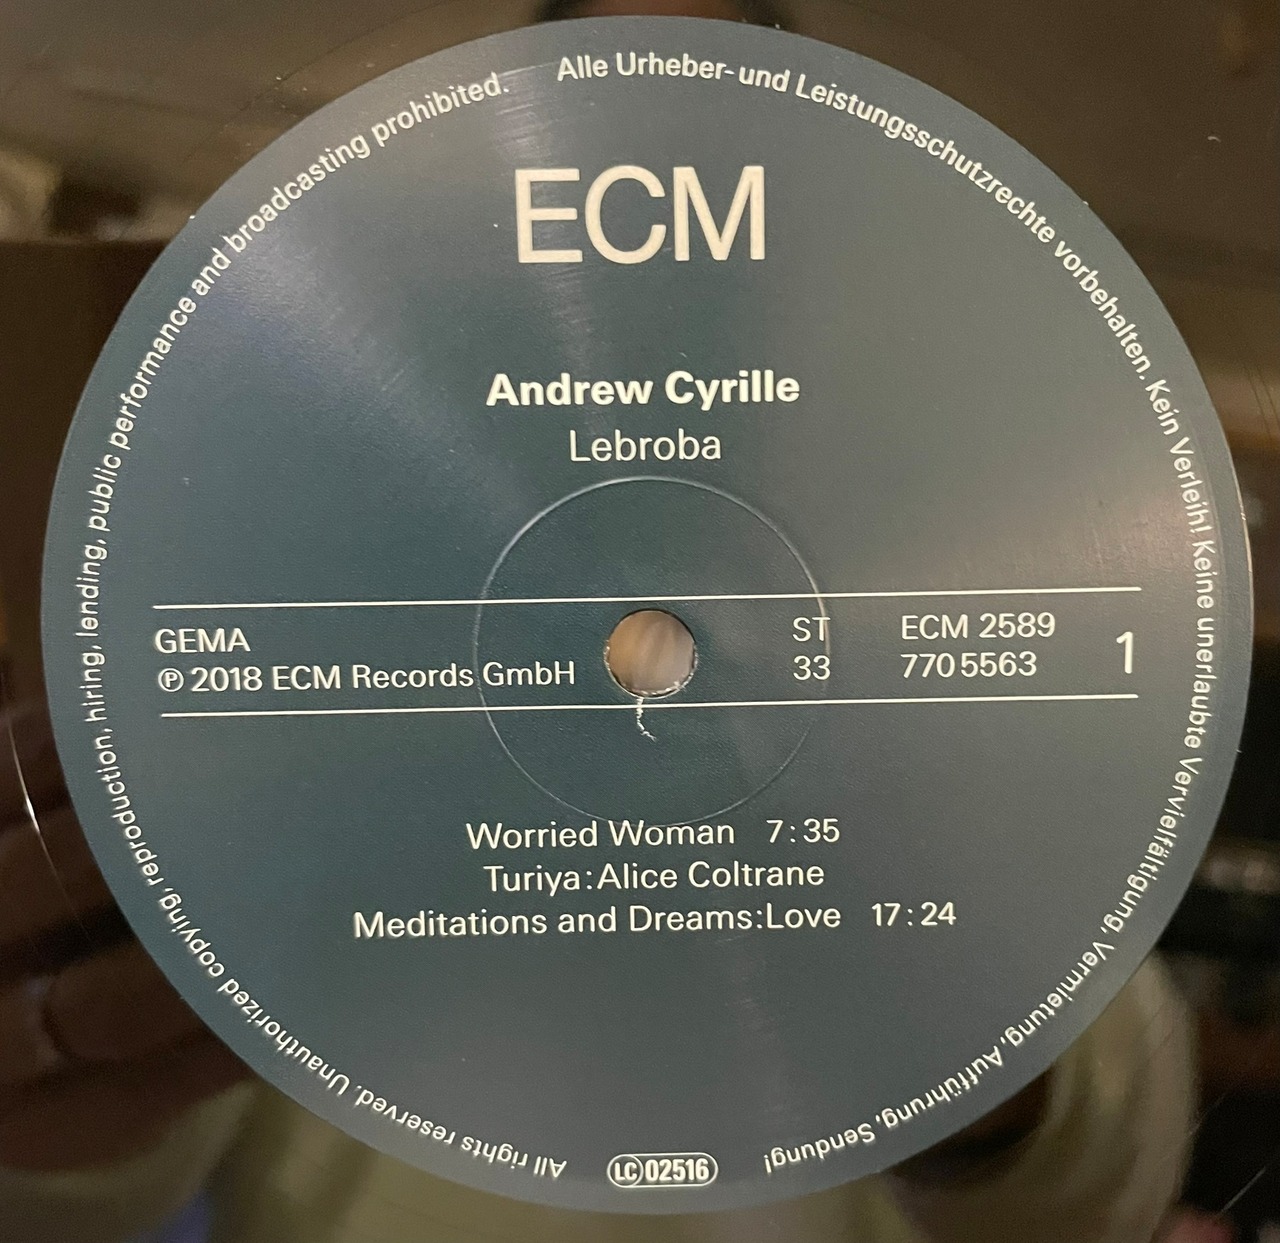 Alle Urheber- und Leistungsschutzrechte vorbehalten. Kein Verleih! Keine unerlaubte Vervielfältigung, Vermietung, Aufführung, Sendung!
ECM
Andrew Cyrille
Lebroba
GEMA
℗ 2018 ECM Records GmbH
ST
33
ECM 2589
770 5563
1
Worried Woman 7:35
Turiya:Alice Coltrane
Meditations and Dreams:Love 17:24
LC 02516
All rights reserved. Unauthorized copying, reproduction, hiring, lending, public performance and broadcasting prohibited.